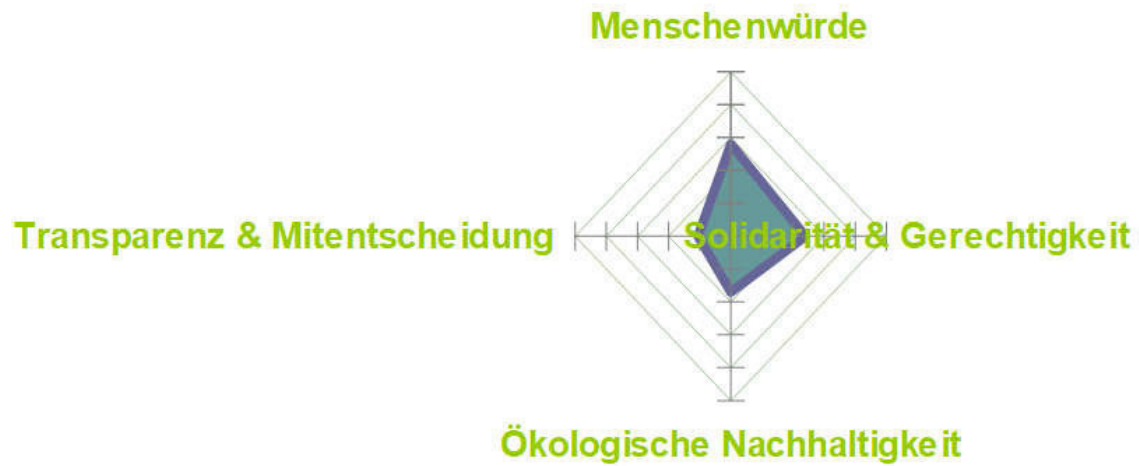 Menschenwürde
Transparenz & Mitentscheidung
Solidarität & Gerechtigkeit
Ökologische Nachhaltigkeit